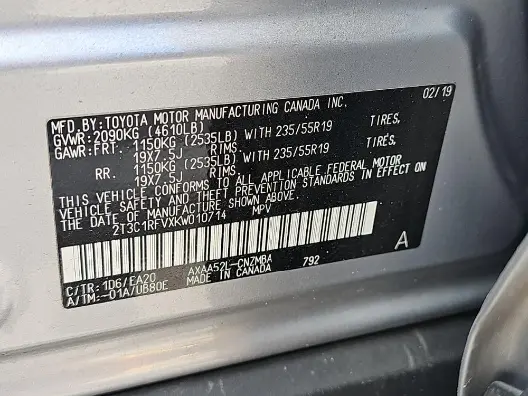 MFD.BY:TOYOTA MOTOR MANUFACTURING CANADA INC. 02/19
GVWR:2090KG (4610LB)
GAWR:FRT. 1150KG (2535LB) WITH 235/55R19 TIRES,
19X7.5J RIMS,
RR. 1150KG (2535LB) WITH 235/55R19 TIRES,
19X7.5J RIMS
THIS VEHICLE CONFORMS TO ALL APPLICABLE FEDERAL MOTOR
VEHICLE SAFETY AND THEFT PREVENTION STANDARDS IN EFFECT ON
THE DATE OF MANUFACTURE SHOWN ABOVE.
2T3C1RFVXKW010714 MPV
A
C/TR:1D6/EA20 AXAA52L-CNZMBA 792
A/TM:-01A/UB80E MADE IN CANADA